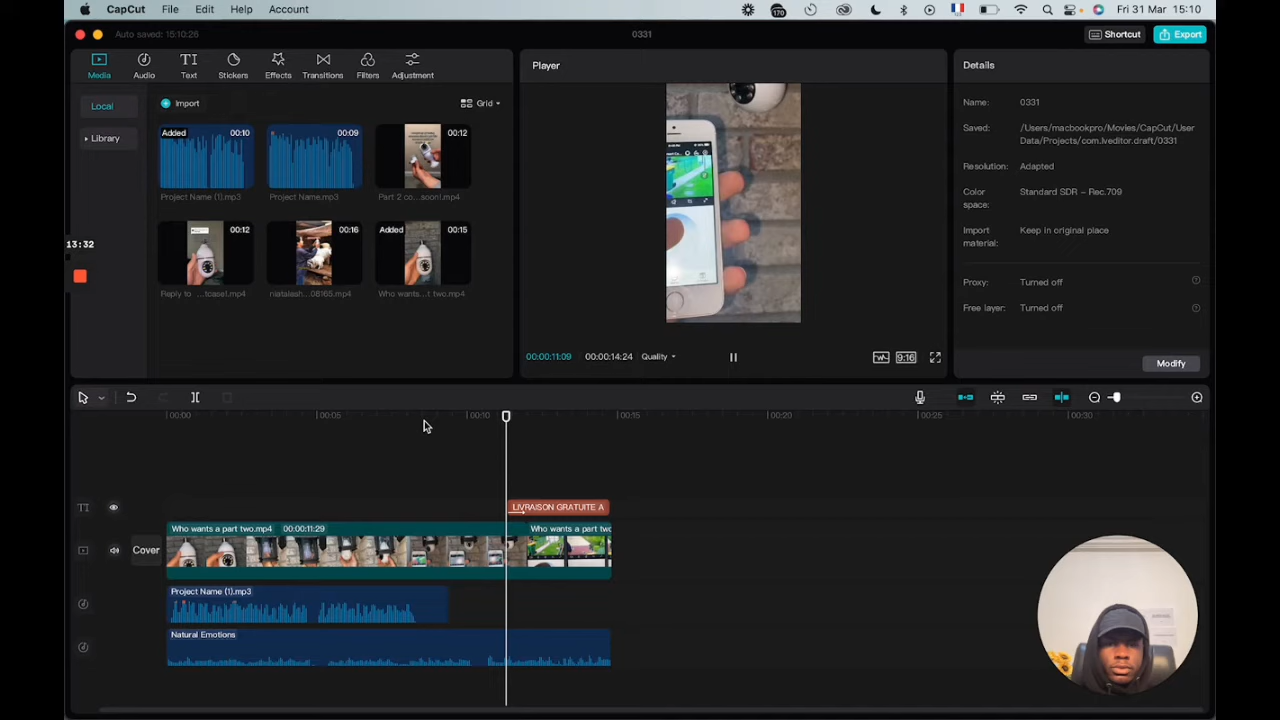 CapCut File Edit Help Account
170
Fri 31 Mar 15:10
Auto saved: 15:10:26
0331
Shortcut
Export
Media
Audio
Text
Stickers
Effects
Transitions
Filters
Adjustment
Player
Details
Local
Library
Import
Grid
Added 00:10
00:09
00:12
Project Name (1).mp3
Project Name.mp3
Part 2 co...soon!.mp4
00:12
00:16
Added 00:15
Reply to ...tcase!.mp4
niatalash...08165.mp4
Who wants...t two.mp4
13:32
Name: 0331
Saved: /Users/macbookpro/Movies/CapCut/User
Data/Projects/com.lveditor.draft/0331
Resolution: Adapted
Color
space: Standard SDR - Rec.709
Import
material: Keep in original place
Proxy: Turned off
Free layer: Turned off
Modify
00:00:11:09
00:00:14:24
Quality
9:16
00:00
00:05
00:10
00:15
00:20
00:25
00:30
TI
LIVRAISON GRATUITE A
Who wants a part two.mp4 00:00:11:29
Who wants a part two
Cover
Project Name (1).mp3
Natural Emotions